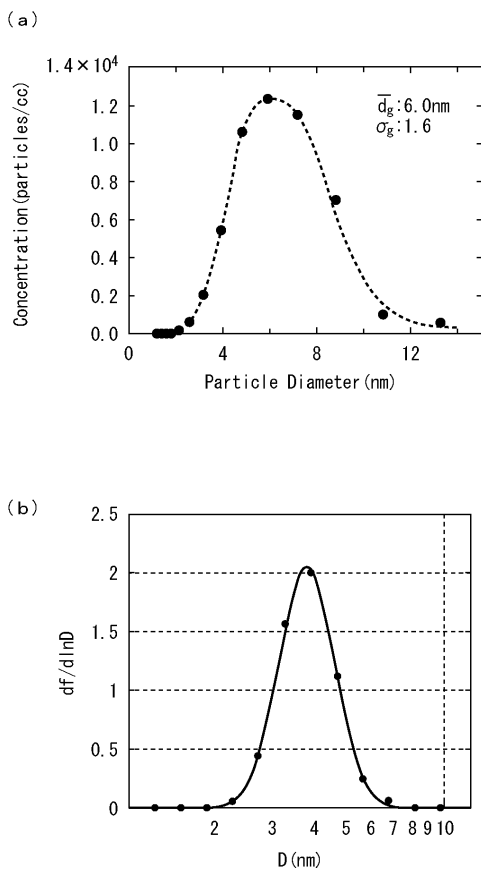 (a)
1.4×10⁴
1.2
1.0
0.8
0.6
0.4
0.2
0.0
Concentration(particles/cc)
d̅g:6.0nm
σg:1.6
0 4 8 12
Particle Diameter(nm)
(b)
2.5
2
1.5
1
0.5
0
df/dlnD
2 3 4 5 6 7 8 9 10
D(nm)